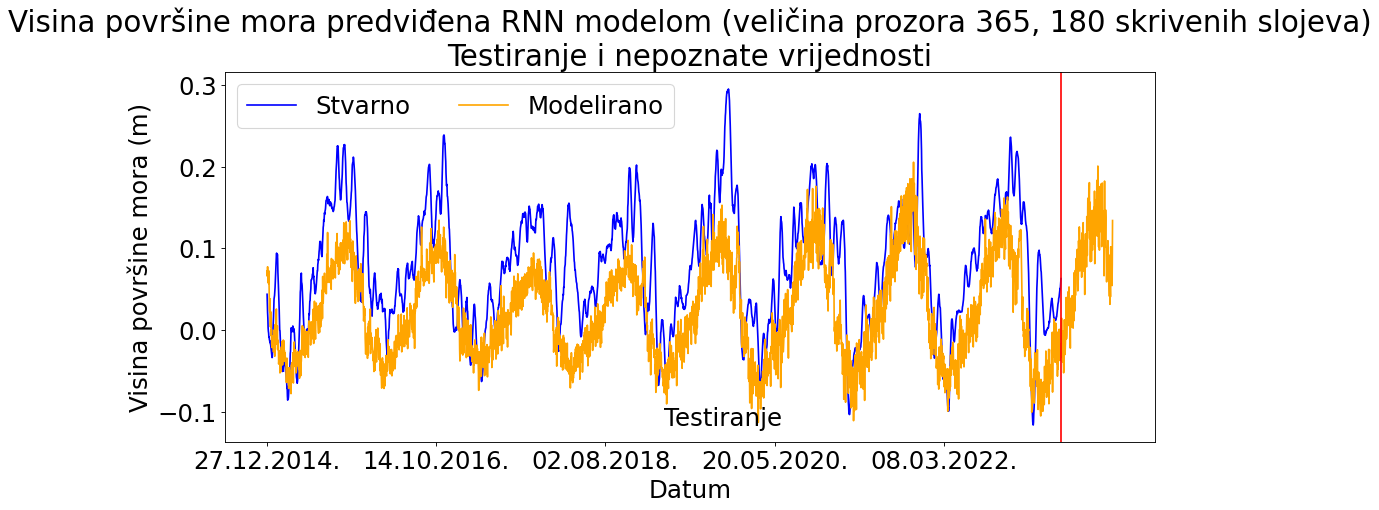 Visina površine mora predviđena RNN modelom (veličina prozora 365, 180 skrivenih slojeva)
Testiranje i nepoznate vrijednosti
Stvarno Modelirano
Visina površine mora (m)
0.3
0.2
0.1
0.0
−0.1
Testiranje
27.12.2014. 14.10.2016. 02.08.2018. 20.05.2020. 08.03.2022.
Datum